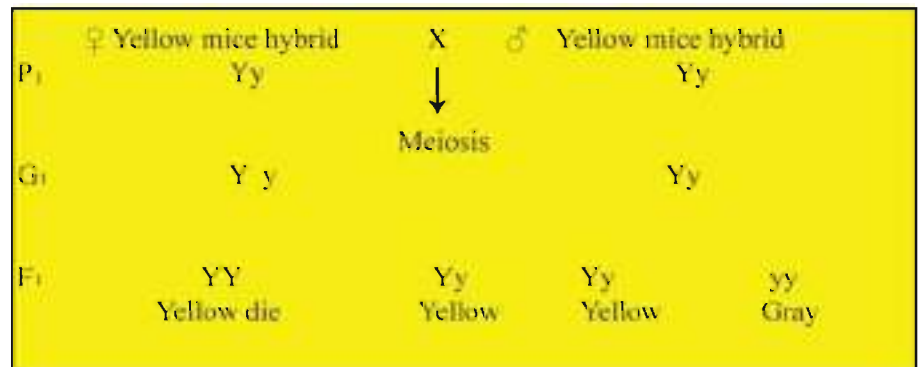 ♀ Yellow mice hybrid X ♂ Yellow mice hybrid
P₁ Yy Yy
Meiosis
G₁ Y y Yy
F₁ YY Yy Yy yy
Yellow die Yellow Yellow Gray